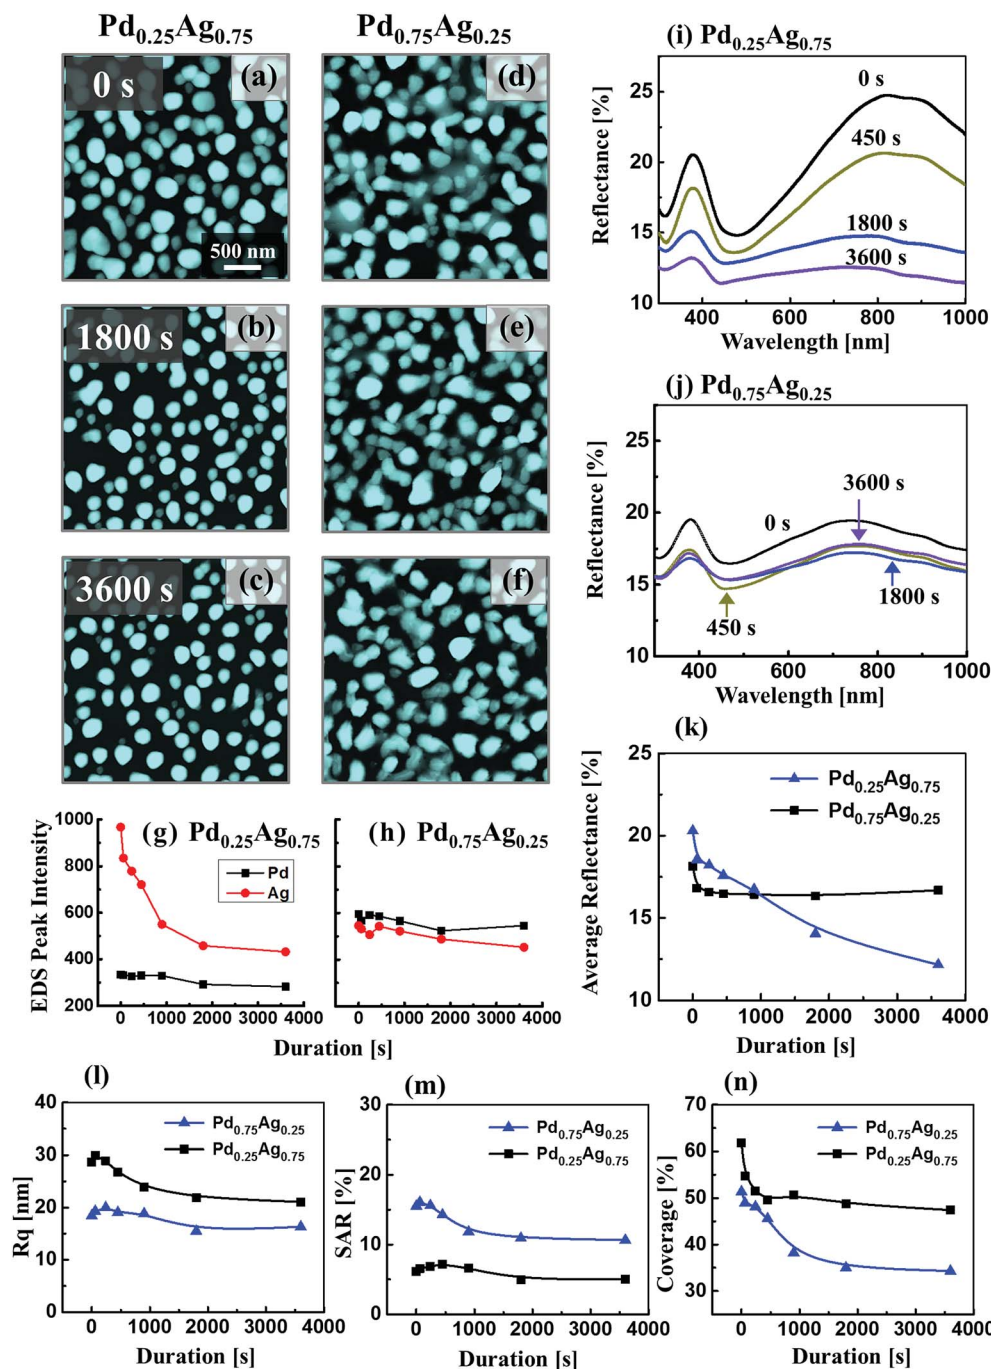 Pd0.25Ag0.75
Pd0.75Ag0.25
0 s
(a)
500 nm
(d)
1800 s
(b)
(e)
3600 s
(c)
(f)
(g) Pd0.25Ag0.75
EDS Peak Intensity
1000
800
600
400
200
Pd
Ag
0 1000 2000 3000 4000
(h) Pd0.75Ag0.25
0 1000 2000 3000 4000
Duration [s]
(i) Pd0.25Ag0.75
Reflectance [%]
25
20
15
10
0 s
450 s
1800 s
3600 s
400 600 800 1000
Wavelength [nm]
(j) Pd0.75Ag0.25
Reflectance [%]
25
20
15
10
3600 s
0 s
1800 s
450 s
400 600 800 1000
Wavelength [nm]
(k)
Average Reflectance [%]
25
20
15
10
Pd0.25Ag0.75
Pd0.75Ag0.25
0 1000 2000 3000 4000
Duration [s]
(l)
Rq [nm]
40
30
20
10
0
Pd0.75Ag0.25
Pd0.25Ag0.75
0 1000 2000 3000 4000
Duration [s]
(m)
SAR [%]
30
20
10
0
Pd0.75Ag0.25
Pd0.25Ag0.75
0 1000 2000 3000 4000
Duration [s]
(n)
Coverage [%]
70
60
50
40
30
Pd0.75Ag0.25
Pd0.25Ag0.75
0 1000 2000 3000 4000
Duration [s]